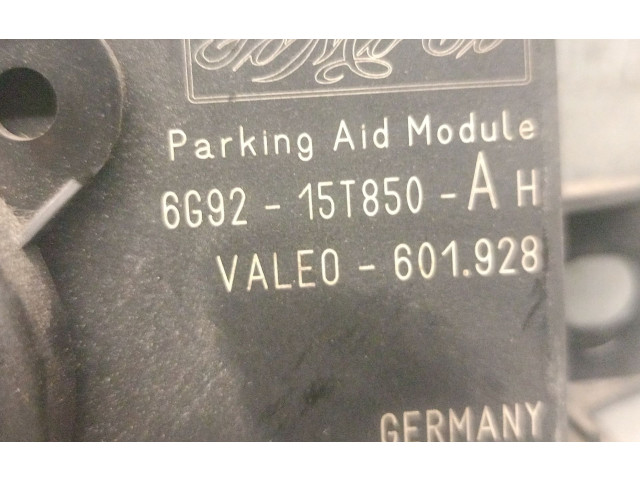 Parking Aid Module
6G92 - 15T850 - A H
VALEO - 601.928
GERMANY